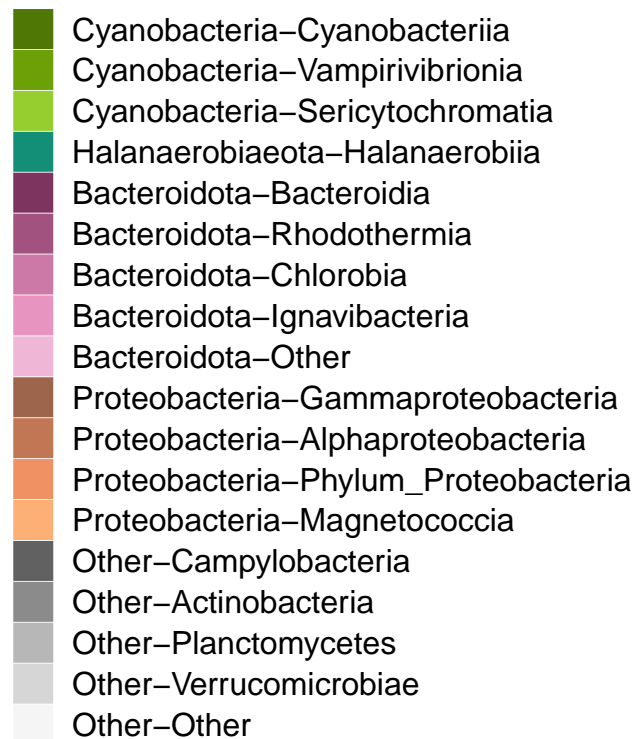 Cyanobacteria−Cyanobacteriia
Cyanobacteria−Vampirivibrionia
Cyanobacteria−Sericytochromatia
Halanaerobiaeota−Halanaerobiia
Bacteroidota−Bacteroidia
Bacteroidota−Rhodothermia
Bacteroidota−Chlorobia
Bacteroidota−Ignavibacteria
Bacteroidota−Other
Proteobacteria−Gammaproteobacteria
Proteobacteria−Alphaproteobacteria
Proteobacteria−Phylum_Proteobacteria
Proteobacteria−Magnetococcia
Other−Campylobacteria
Other−Actinobacteria
Other−Planctomycetes
Other−Verrucomicrobiae
Other−Other